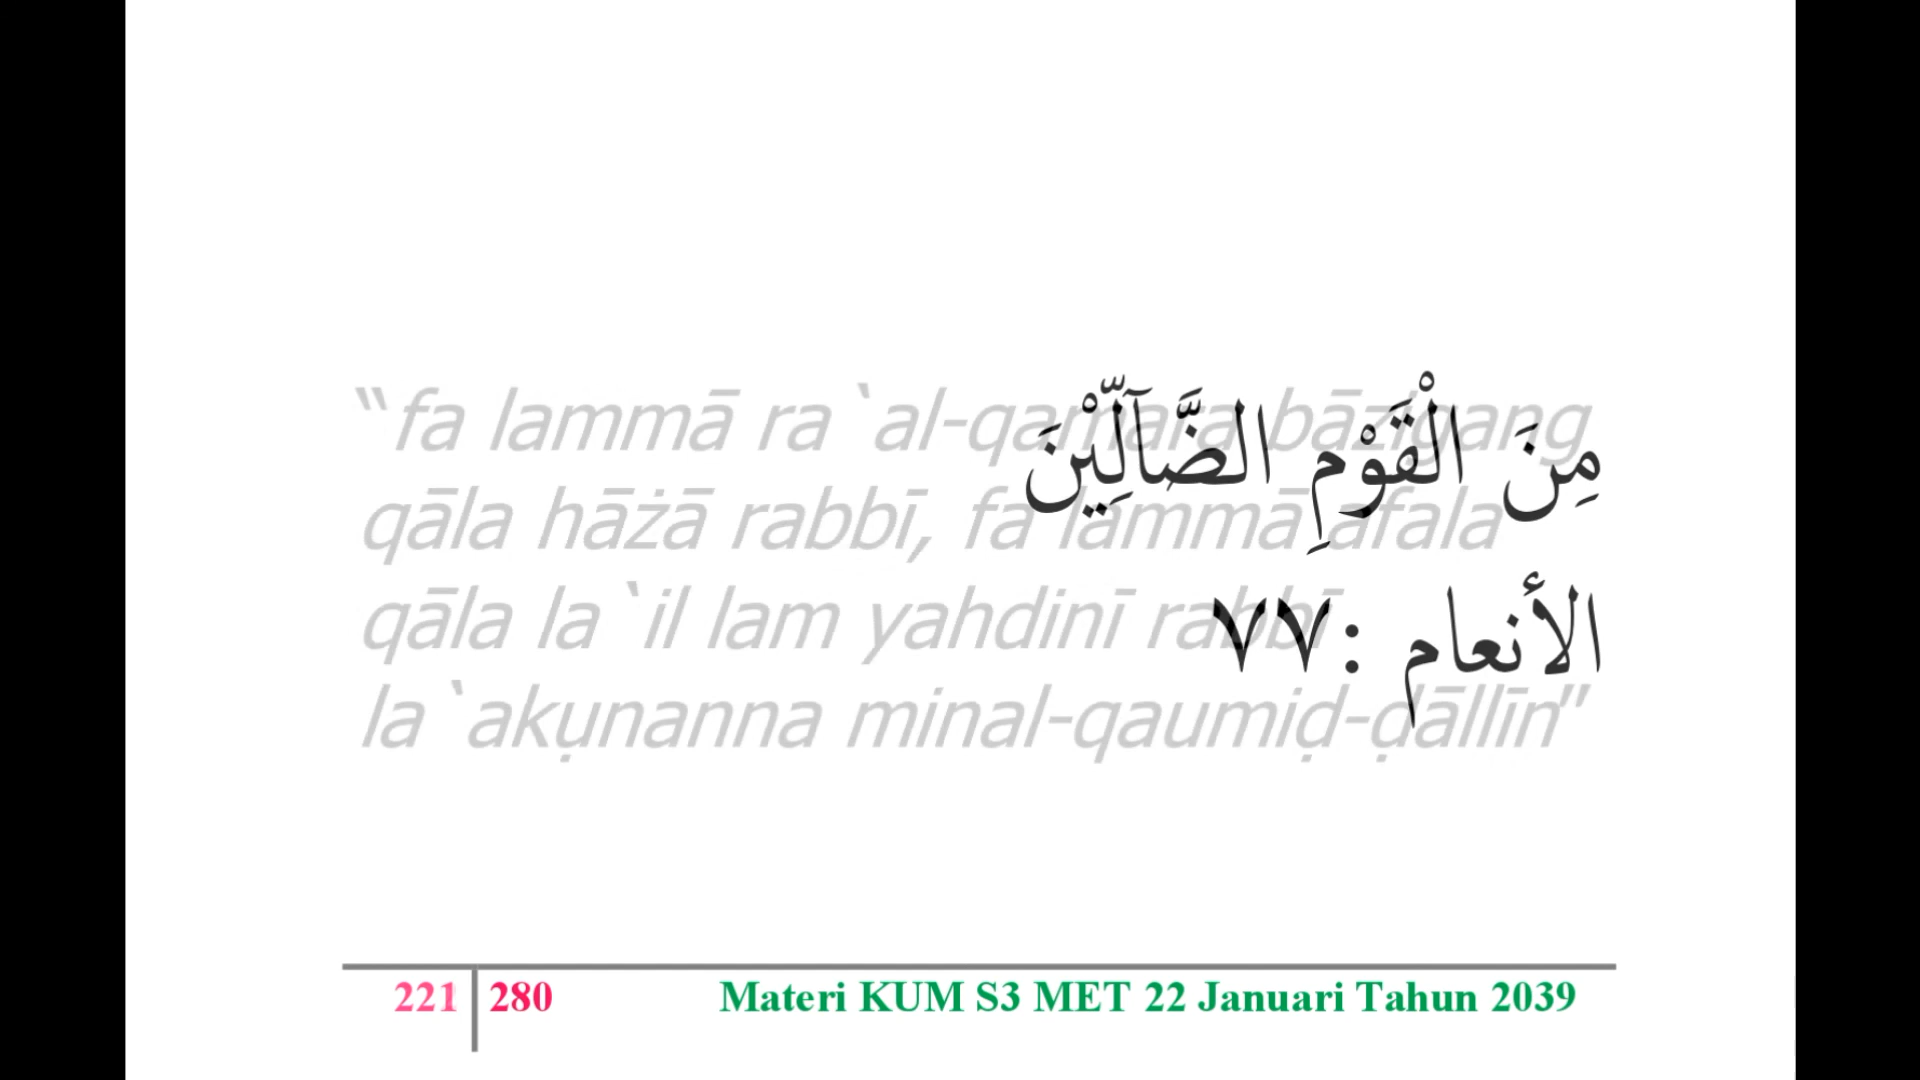 مِنَ الْقَوْمِ الضَّآلِّيْنَ
الأنعام :٧٧
“fa lammā ra`al-qamara bāzigang
qāla hāżā rabbī, fa lammā afala
qāla la`il lam yahdinī rabbī
la`akụnanna minal-qaumiḍ-ḍāllīn”
221 280 Materi KUM S3 MET 22 Januari Tahun 2039